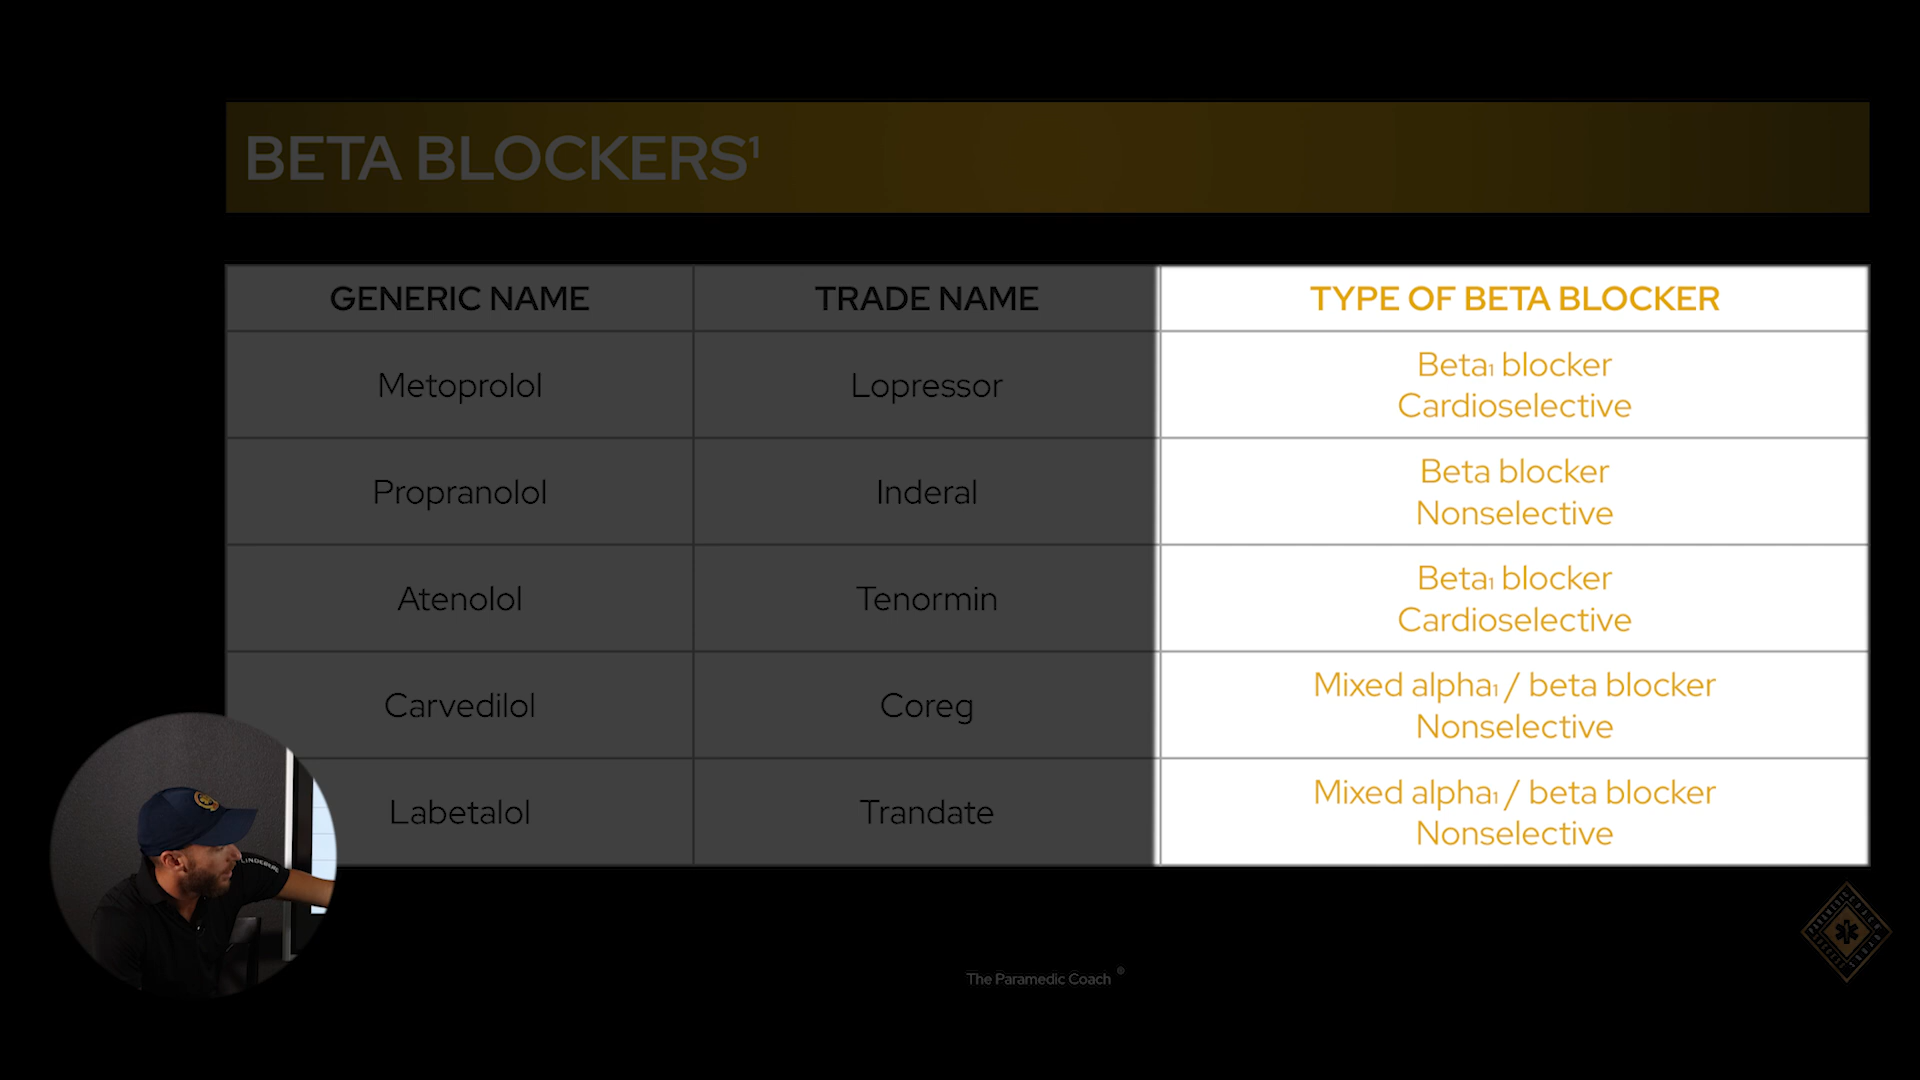 BETA BLOCKERS¹
GENERIC NAME
TRADE NAME
TYPE OF BETA BLOCKER
Metoprolol
Lopressor
Beta₁ blocker
Cardioselective
Propranolol
Inderal
Beta blocker
Nonselective
Atenolol
Tenormin
Beta₁ blocker
Cardioselective
Carvedilol
Coreg
Mixed alpha₁ / beta blocker
Nonselective
Labetalol
Trandate
Mixed alpha₁ / beta blocker
Nonselective
LINDEBERG
The Paramedic Coach ®